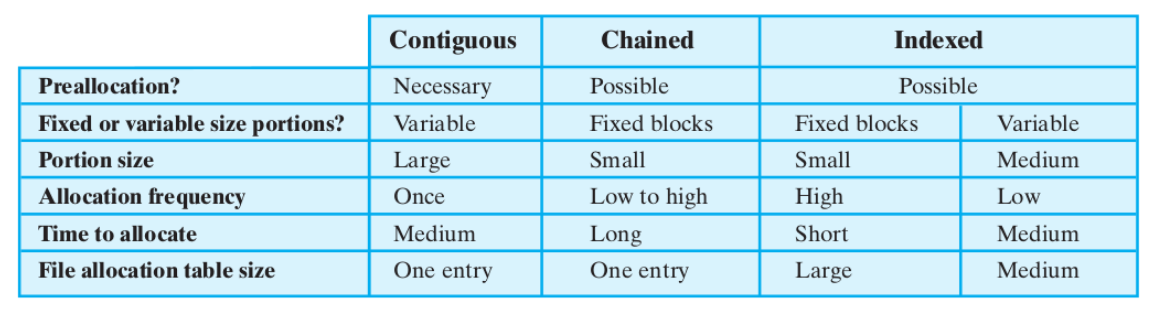 Contiguous Chained Indexed
Preallocation? Necessary Possible Possible
Fixed or variable size portions? Variable Fixed blocks Fixed blocks Variable
Portion size Large Small Small Medium
Allocation frequency Once Low to high High Low
Time to allocate Medium Long Short Medium
File allocation table size One entry One entry Large Medium